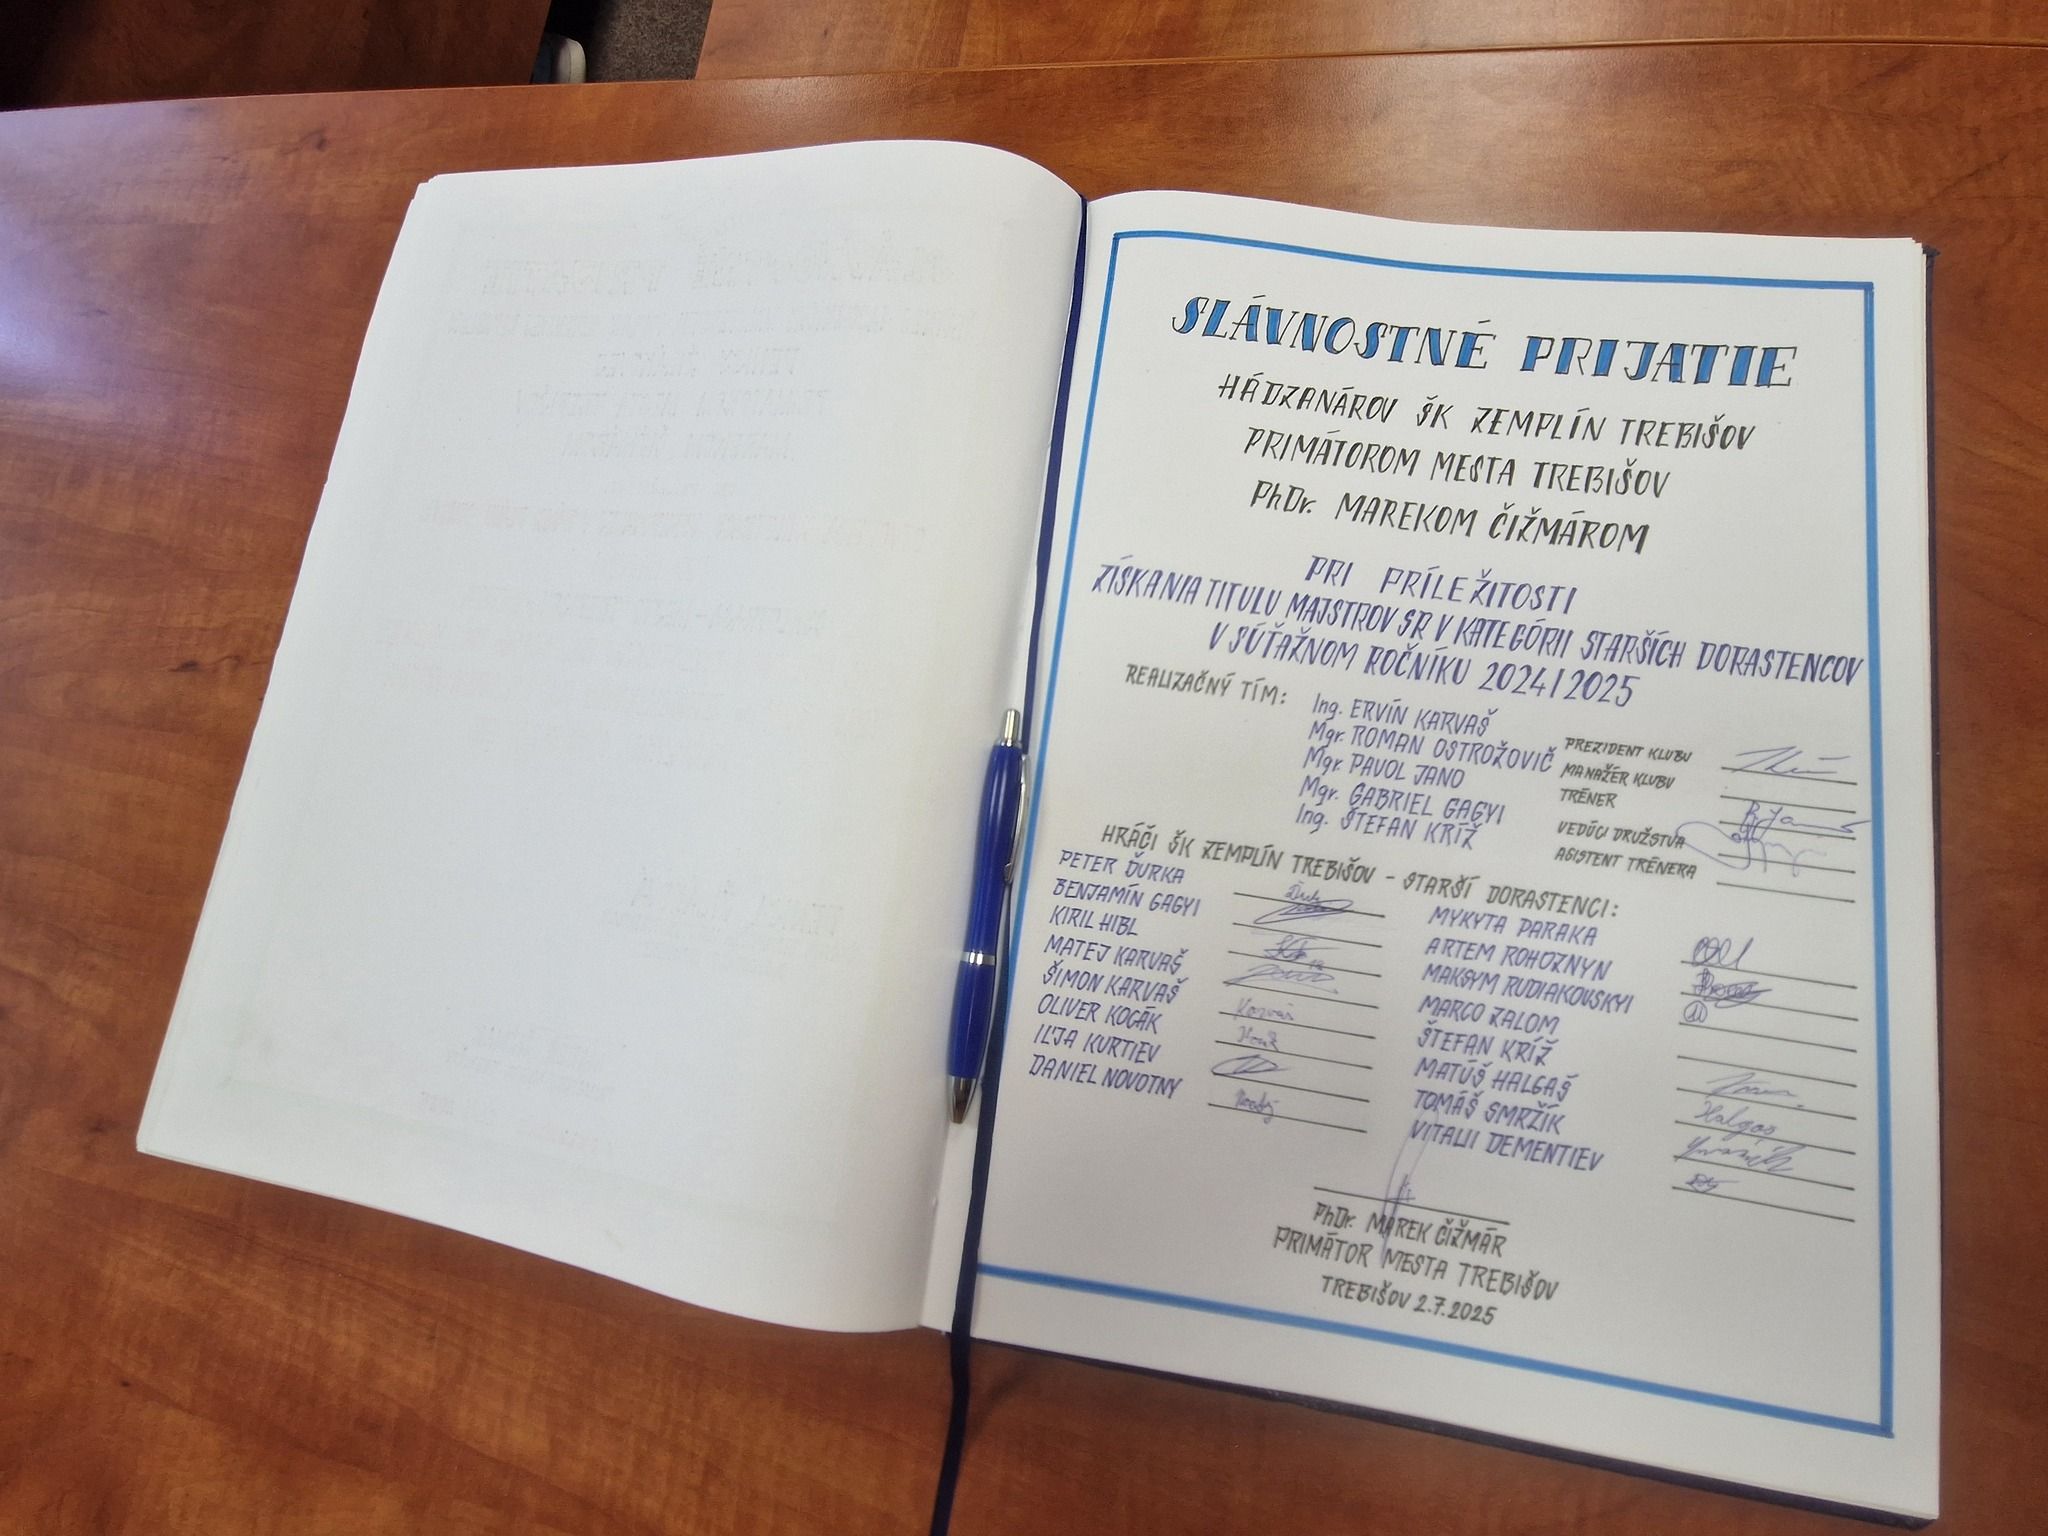 SLÁVNOSTNÉ PRIJATIE
HÁDZANÁROV ŠK ZEMPLÍN TREBIŠOV
PRIMÁTOROM MESTA TREBIŠOV
PhDr. MAREKOM ČIŽMÁROM
PRI PRÍLEŽITOSTI
ZÍSKANIA TITULU MAJSTROV SR V KATEGÓRII STARŠÍCH DORASTENCOV
V SÚŤAŽNOM ROČNÍKU 2024/2025
REALIZAČNÝ TÍM:
Ing. ERVÍN KARVAŠ PREZIDENT KLUBU
Mgr. ROMAN OSTROŽOVIČ MANAŽÉR KLUBU
Mgr. PAVOL JANO TRÉNER
Mgr. GABRIEL GAGYI VEDÚCI DRUŽSTVA
Ing. ŠTEFAN KRÍŽ ASISTENT TRÉNERA
HRÁČI ŠK ZEMPLÍN TREBIŠOV - STARŠÍ DORASTENCI:
PETER ĎURKA
BENJAMÍN GAGYI
KIRIL HIBL
MATEJ KARVAŠ
ŠIMON KARVAŠ
OLIVER KOCÁK
IĽJA KURTIEV
DANIEL NOVOTNY
MYKYTA PARAKA
ARTEM ROHOZNYN
MAKSYM RUDIAKOVSKYI
MARCO ZALOM
ŠTEFAN KRÍŽ
MATÚŠ HALGAŠ
TOMÁŠ SMRŽÍK
VITALII DEMENTIEV
Halgaš
PhDr. MAREK ČIŽMÁR
PRIMÁTOR MESTA TREBIŠOV
TREBIŠOV 2.7.2025